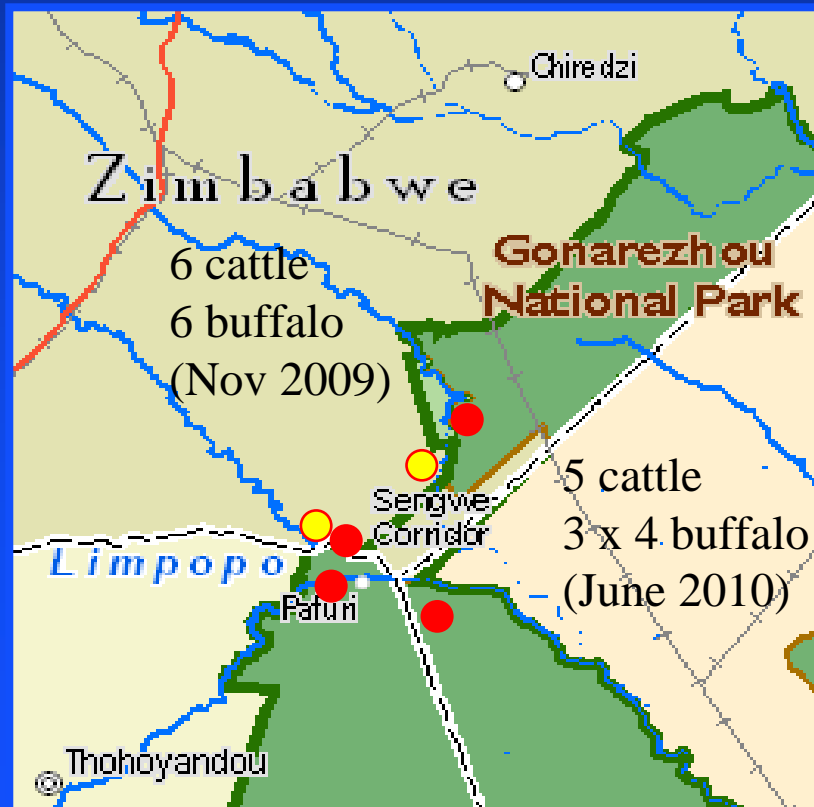 Chiredzi
Zimbabwe
Gonarezhou
National Park
6 cattle
6 buffalo
(Nov 2009)
5 cattle
3 x 4 buffalo
(June 2010)
Sengwe-
Corridor
Limpopo
Pafuri
Thohoyandou